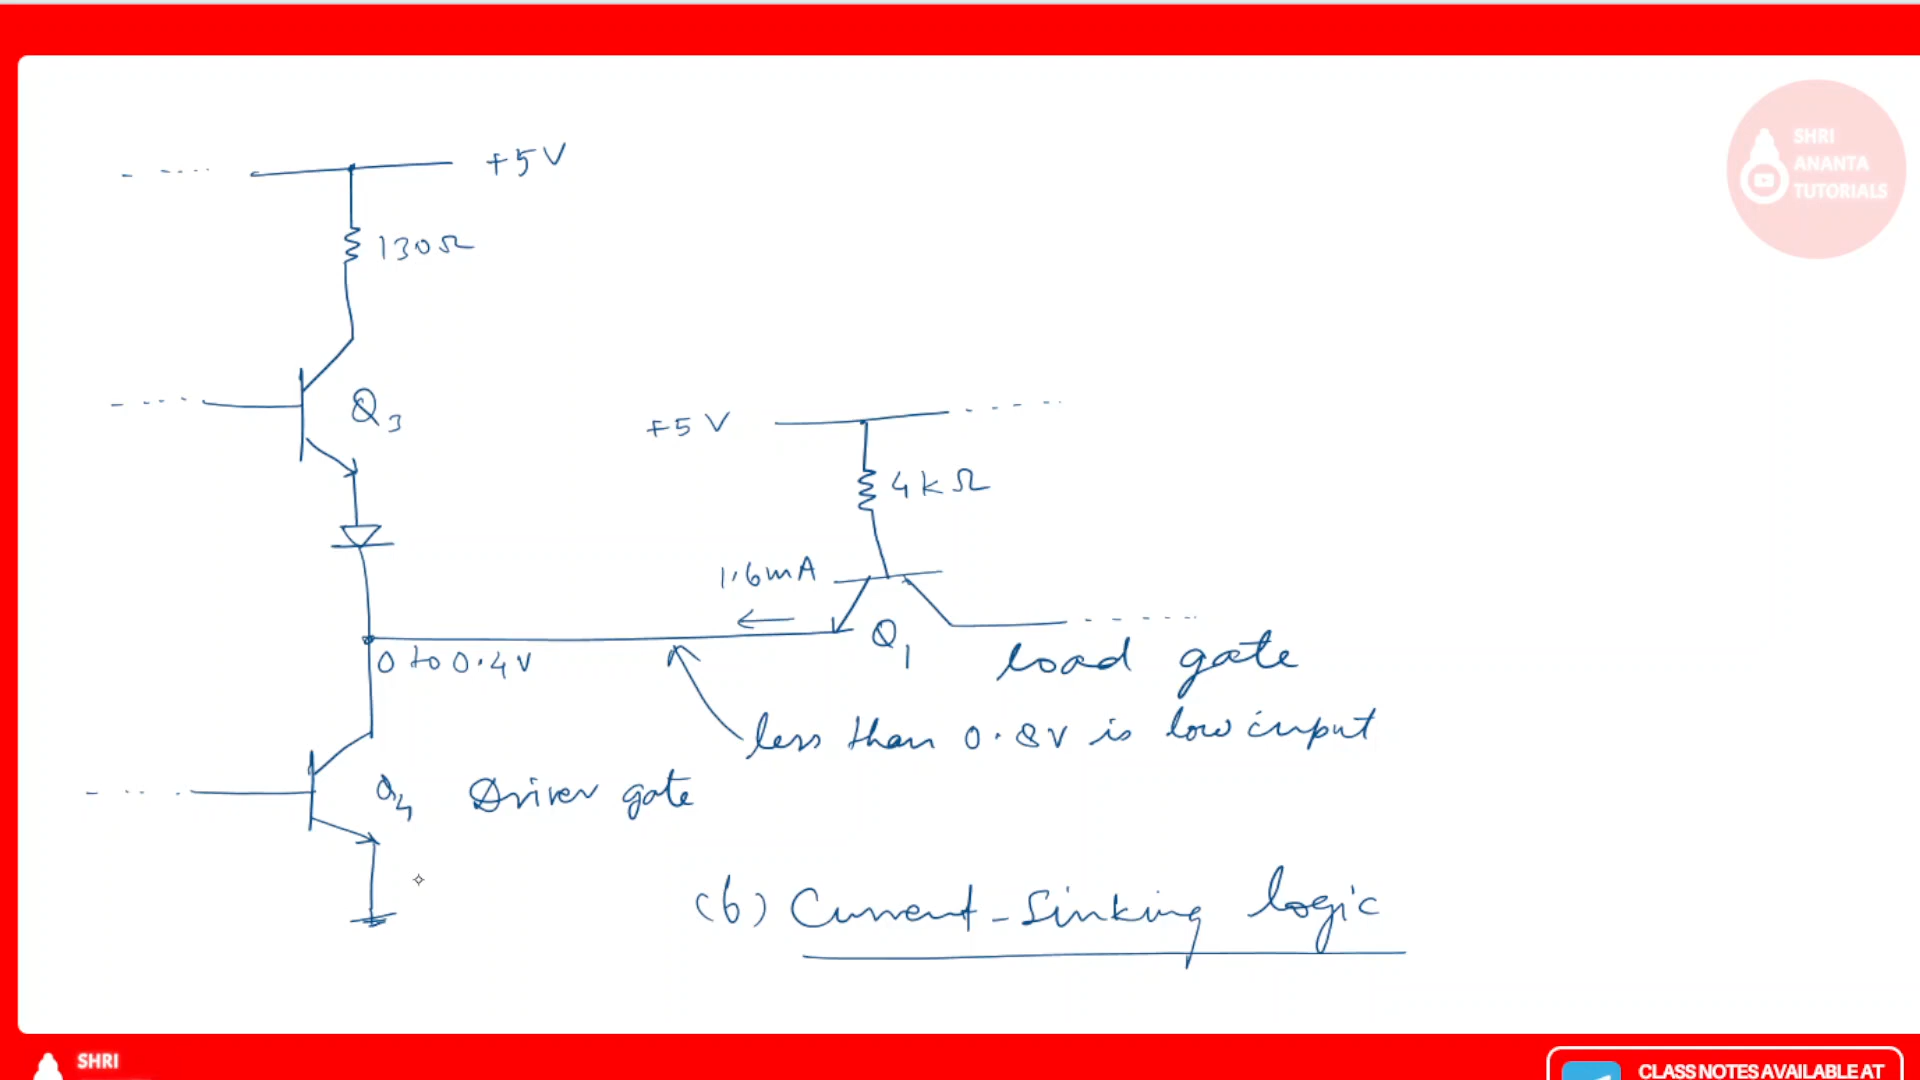 SHRI
ANANTA
TUTORIALS
+5V
130Ω
Q3
+5V
4kΩ
1.6mA
Q1
0 to 0.4V
load gate
less than 0.8V is low input
Q4 Driver gate
(b) Current-Sinking logic
SHRI
CLASS NOTES AVAILABLE AT